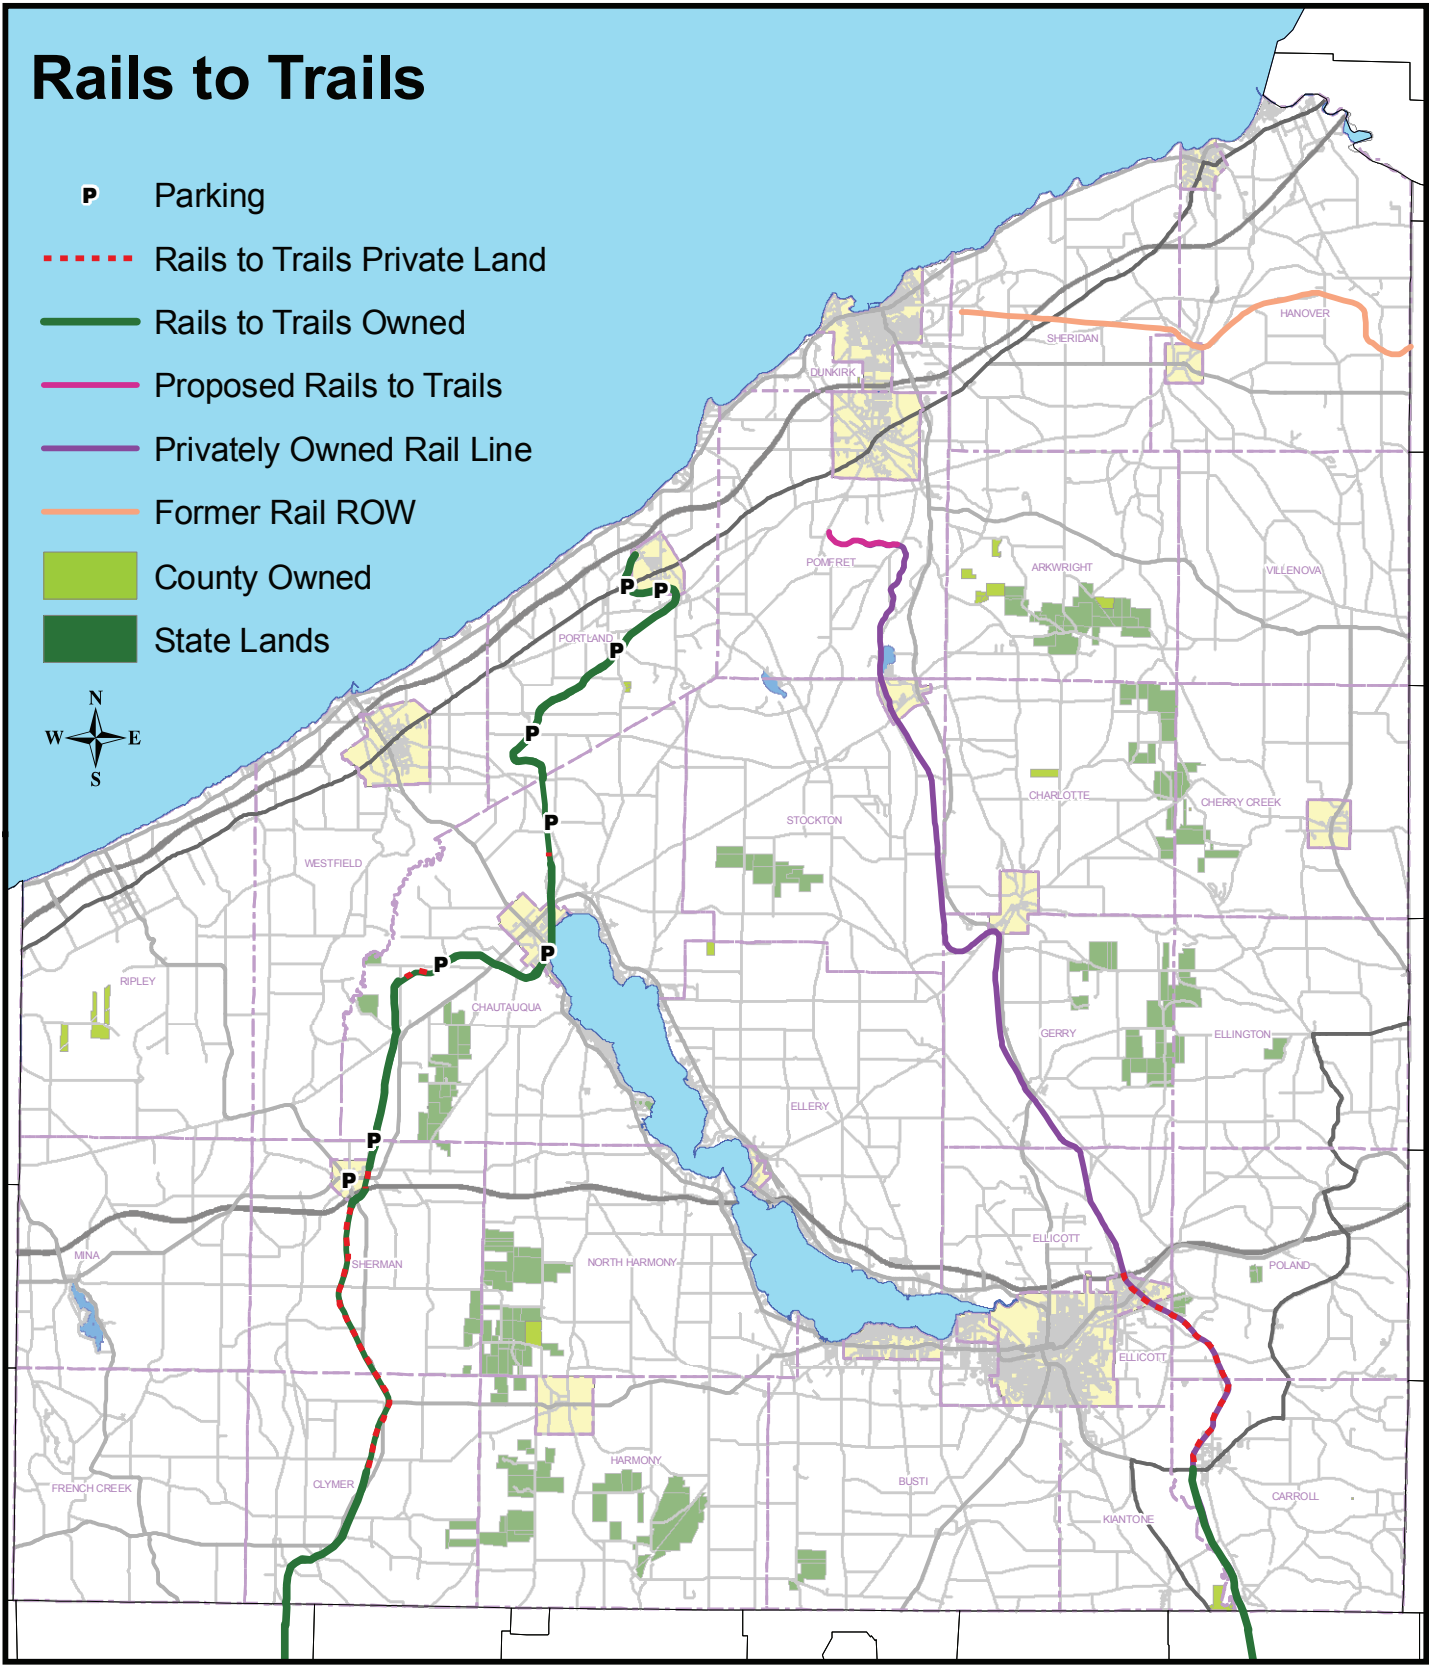 Rails to Trails
P Parking
Rails to Trails Private Land
Rails to Trails Owned
Proposed Rails to Trails
Privately Owned Rail Line
Former Rail ROW
County Owned
State Lands
N
W E
S
HANOVER
SHERIDAN
DUNKIRK
POMFRET
ARKWRIGHT
VILLENOVA
P
P
PORTLAND
P
P
CHARLOTTE
CHERRY CREEK
STOCKTON
P
WESTFIELD
P
P
RIPLEY
CHAUTAUQUA
GERRY
ELLINGTON
ELLERY
P
P
ELLICOTT
MINA
SHERMAN
NORTH HARMONY
POLAND
ELLICOTT
HARMONY
BUSTI
FRENCH CREEK
CLYMER
CARROLL
KIANTONE